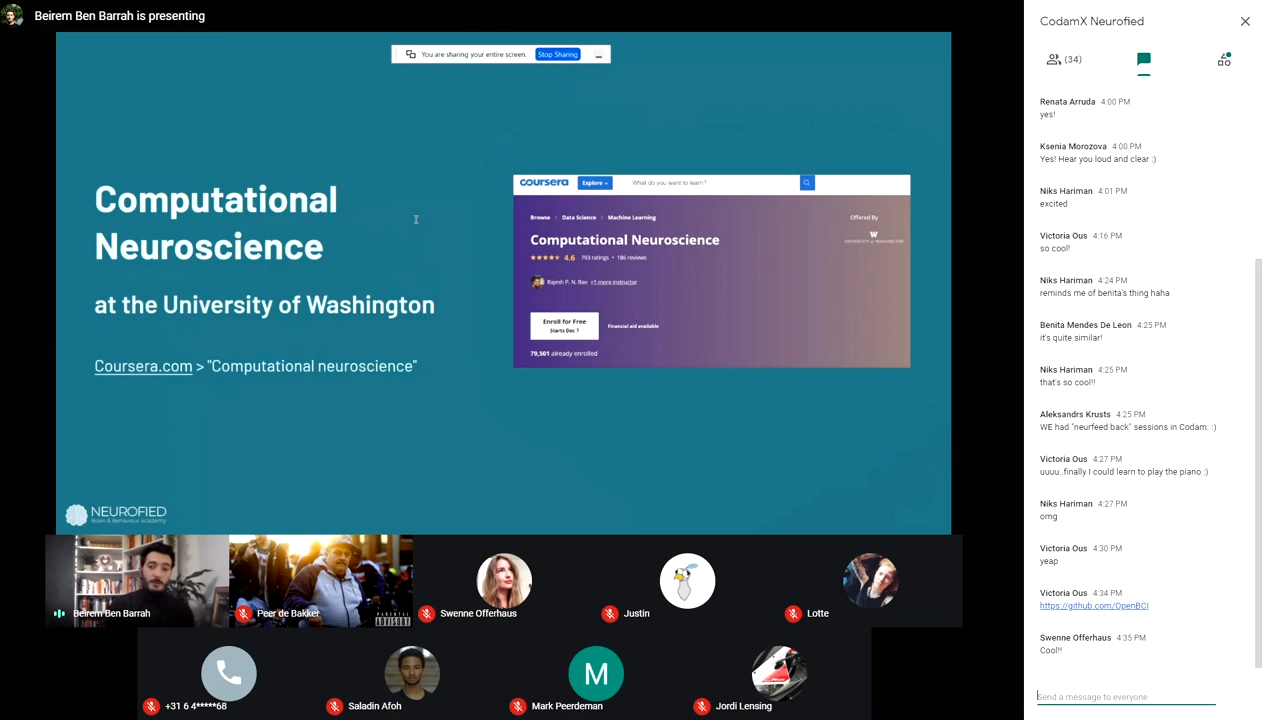 Beirem Ben Barrah is presenting
You are sharing your entire screen.
Stop Sharing
Computational
Neuroscience
at the University of Washington
Coursera.com > "Computational neuroscience"
coursera
Explore
What do you want to learn?
Browse > Data Science > Machine Learning
Offered By
W
UNIVERSITY of WASHINGTON
Computational Neuroscience
4.6 793 ratings • 186 reviews
Rajesh P. N. Rao +1 more instructor
Enroll for Free
Starts Dec 7
Financial aid available
79,501 already enrolled
NEUROFIED
Brain & Behaviour academy
Beirem Ben Barrah
Peer de Bakker
PARENTAL
ADVISORY
Swenne Offerhaus
Justin
Lotte
+31 6 4*****68
Saladin Afoh
M
Mark Peerdeman
Jordi Lensing
CodamX Neurofied
(34)
Renata Arruda 4:00 PM
yes!
Ksenia Morozova 4:00 PM
Yes! Hear you loud and clear :)
Niks Hariman 4:01 PM
excited
Victoria Ous 4:16 PM
so cool!
Niks Hariman 4:24 PM
reminds me of benita's thing haha
Benita Mendes De Leon 4:25 PM
it's quite similar!
Niks Hariman 4:25 PM
that's so cool!!
Aleksandrs Krusts 4:25 PM
WE had "neurfeed back" sessions in Codam. :)
Victoria Ous 4:27 PM
uuuu..finally I could learn to play the piano :)
Niks Hariman 4:27 PM
omg
Victoria Ous 4:30 PM
yeap
Victoria Ous 4:34 PM
https://github.com/OpenBCI
Swenne Offerhaus 4:35 PM
Cool!!
Send a message to everyone